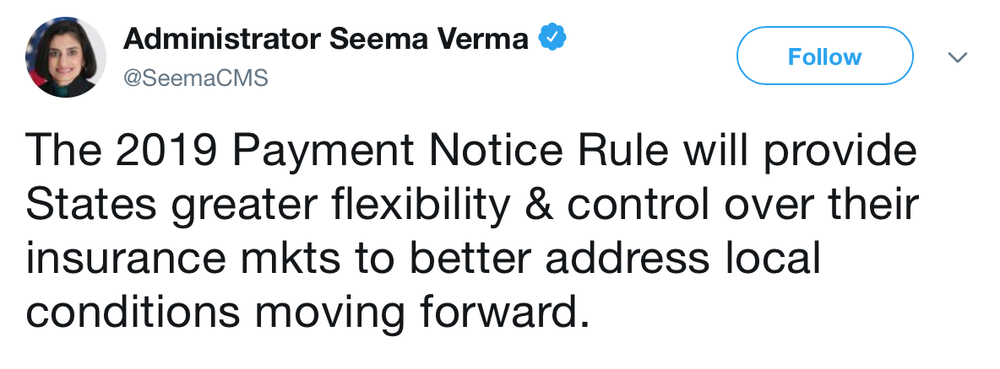 Administrator Seema Verma
@SeemaCMS
Follow
The 2019 Payment Notice Rule will provide
States greater flexibility & control over their
insurance mkts to better address local
conditions moving forward.